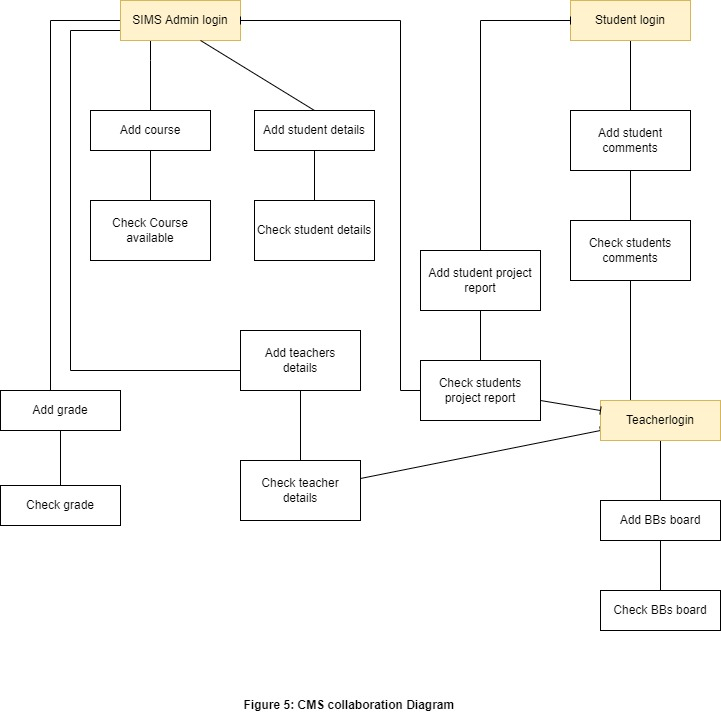 SIMS Admin login
Student login
Add course
Add student details
Add student
comments
Check Course
available
Check student details
Check students
comments
Add student project
report
Add teachers
details
Check students
project report
Add grade
Teacherlogin
Check teacher
details
Check grade
Add BBs board
Check BBs board
Figure 5: CMS collaboration Diagram